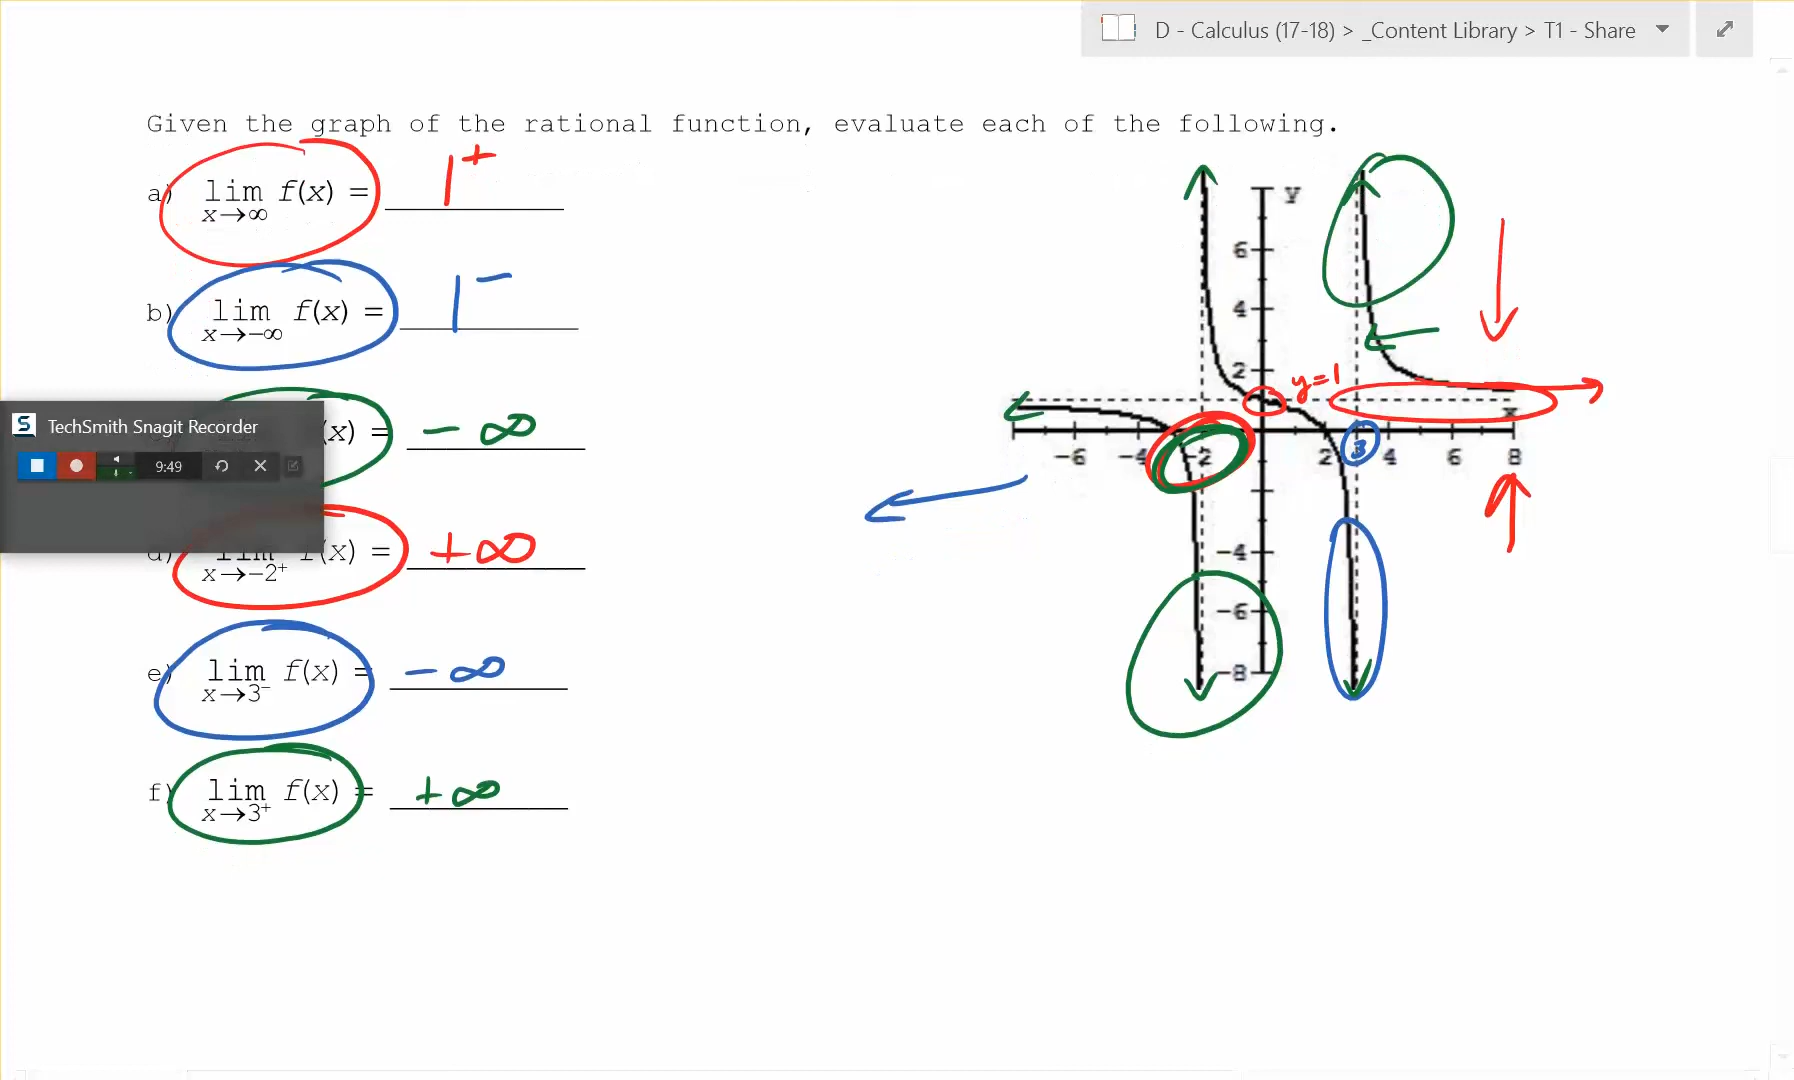 D - Calculus (17-18) > _Content Library > T1 - Share
Given the graph of the rational function, evaluate each of the following.
a) lim f(x) = 1⁺
x→∞
b) lim f(x) = 1⁻
x→−∞
(x) = − ∞
TechSmith Snagit Recorder
9:49
d) lim f(x) = +∞
x→−2⁺
e) lim f(x) = − ∞
x→3⁻
f) lim f(x) = +∞
x→3⁺
y
6
4
2
y=1
x
−6 −4 −2 2 3 4 6 8
−4
−6
−8